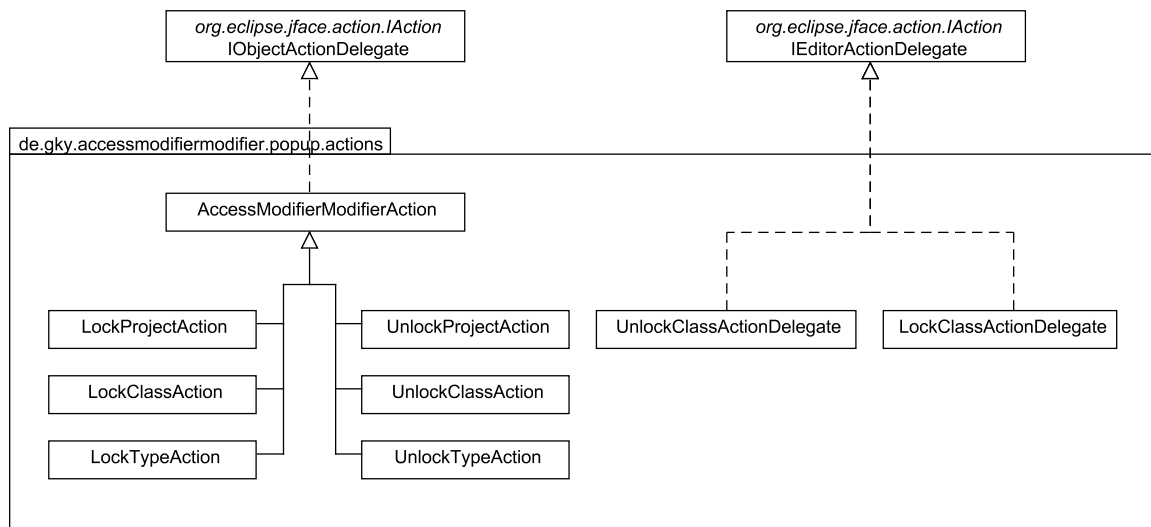 org.eclipse.jface.action.IAction
IObjectActionDelegate
org.eclipse.jface.action.IAction
IEditorActionDelegate
de.gky.accessmodifiermodifier.popup.actions
AccessModifierModifierAction
LockProjectAction
UnlockProjectAction
UnlockClassActionDelegate
LockClassActionDelegate
LockClassAction
UnlockClassAction
LockTypeAction
UnlockTypeAction